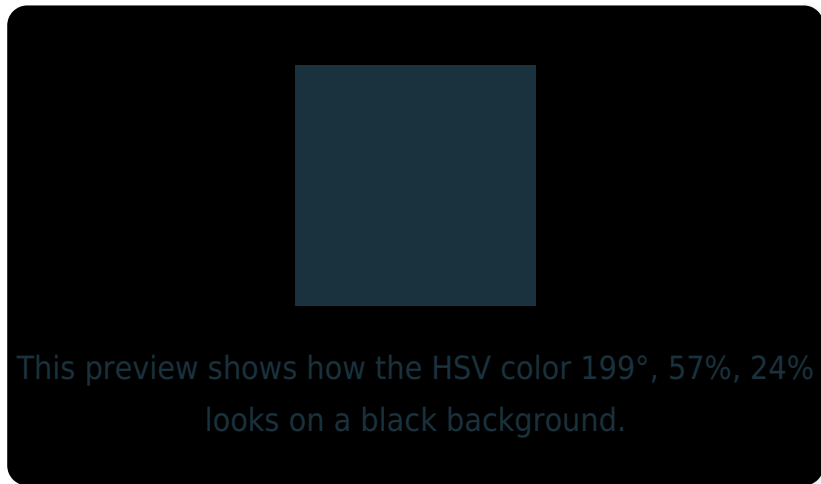 This preview shows how the HSV color 199°, 57%, 24%
looks on a black background.